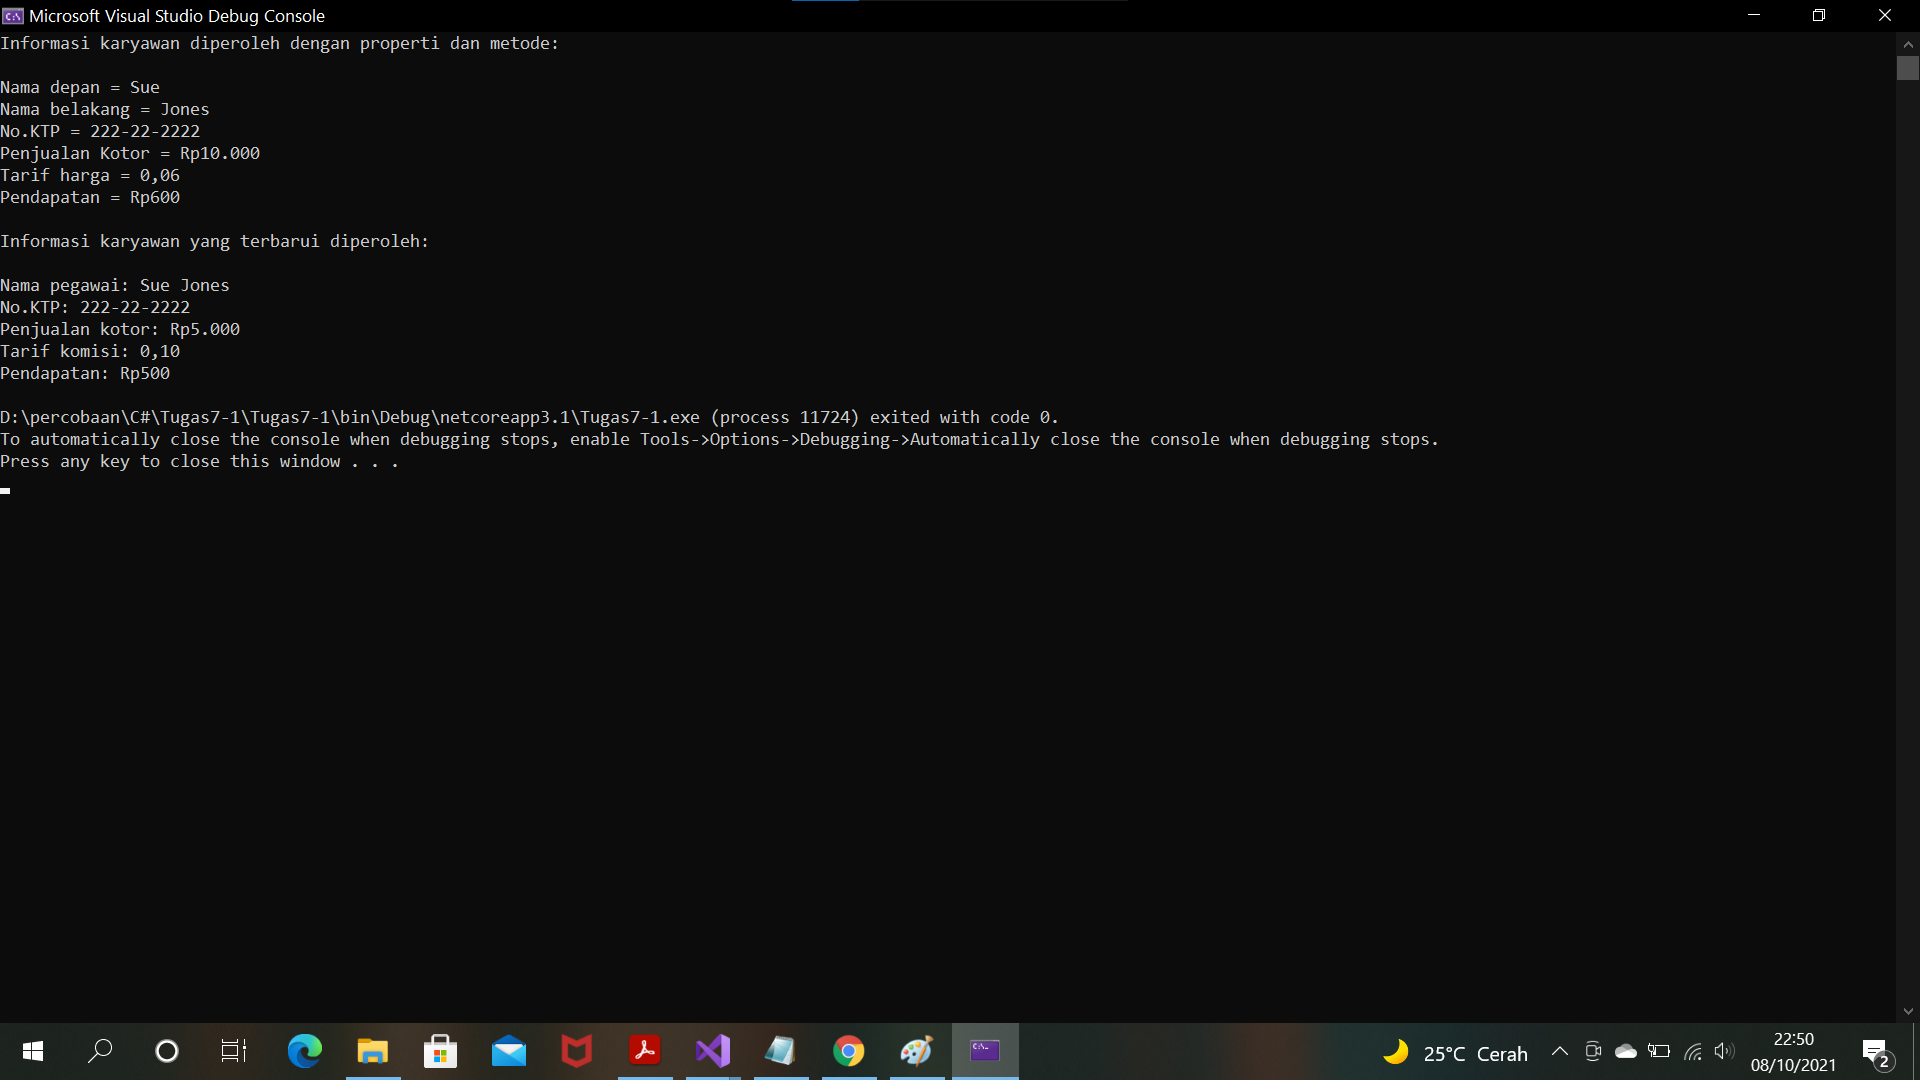 Microsoft Visual Studio Debug Console
Informasi karyawan diperoleh dengan properti dan metode:
Nama depan = Sue
Nama belakang = Jones
No.KTP = 222-22-2222
Penjualan Kotor = Rp10.000
Tarif harga = 0,06
Pendapatan = Rp600
Informasi karyawan yang terbarui diperoleh:
Nama pegawai: Sue Jones
No.KTP: 222-22-2222
Penjualan kotor: Rp5.000
Tarif komisi: 0,10
Pendapatan: Rp500
D:\percobaan\C#\Tugas7-1\Tugas7-1\bin\Debug\netcoreapp3.1\Tugas7-1.exe (process 11724) exited with code 0.
To automatically close the console when debugging stops, enable Tools->Options->Debugging->Automatically close the console when debugging stops.
Press any key to close this window . . .
25°C Cerah
22:50
08/10/2021
2